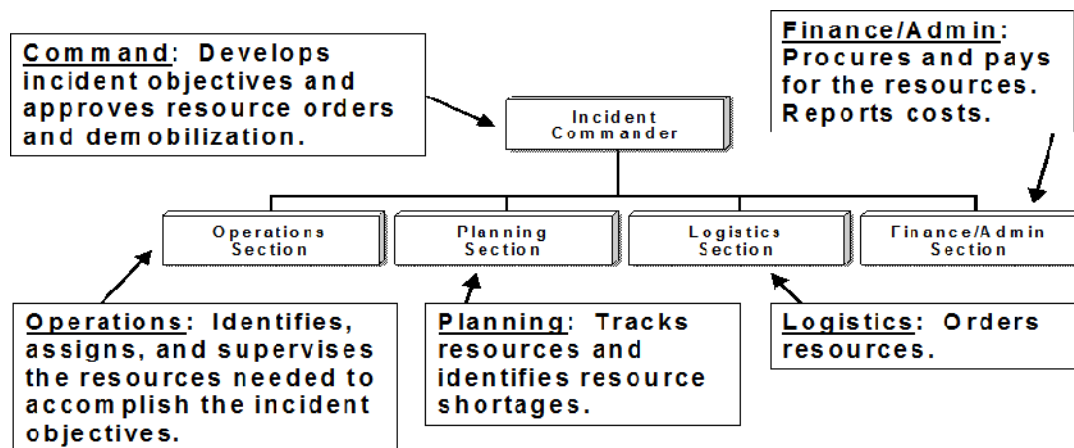 Command: Develops
incident objectives and
approves resource orders
and demobilization.
Finance/Admin:
Procures and pays
for the resources.
Reports costs.
Incident
Commander
Operations
Section
Planning
Section
Logistics
Section
Finance/Admin
Section
Operations: Identifies,
assigns, and supervises
the resources needed to
accomplish the incident
objectives.
Planning: Tracks
resources and
identifies resource
shortages.
Logistics: Orders
resources.